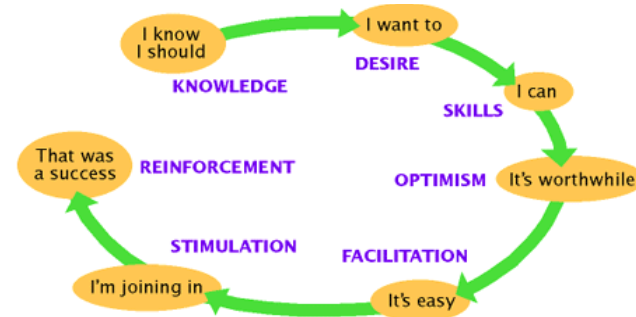 I know
I should
KNOWLEDGE
I want to
DESIRE
I can
SKILLS
It's worthwhile
OPTIMISM
It's easy
FACILITATION
I'm joining in
STIMULATION
That was
a success
REINFORCEMENT